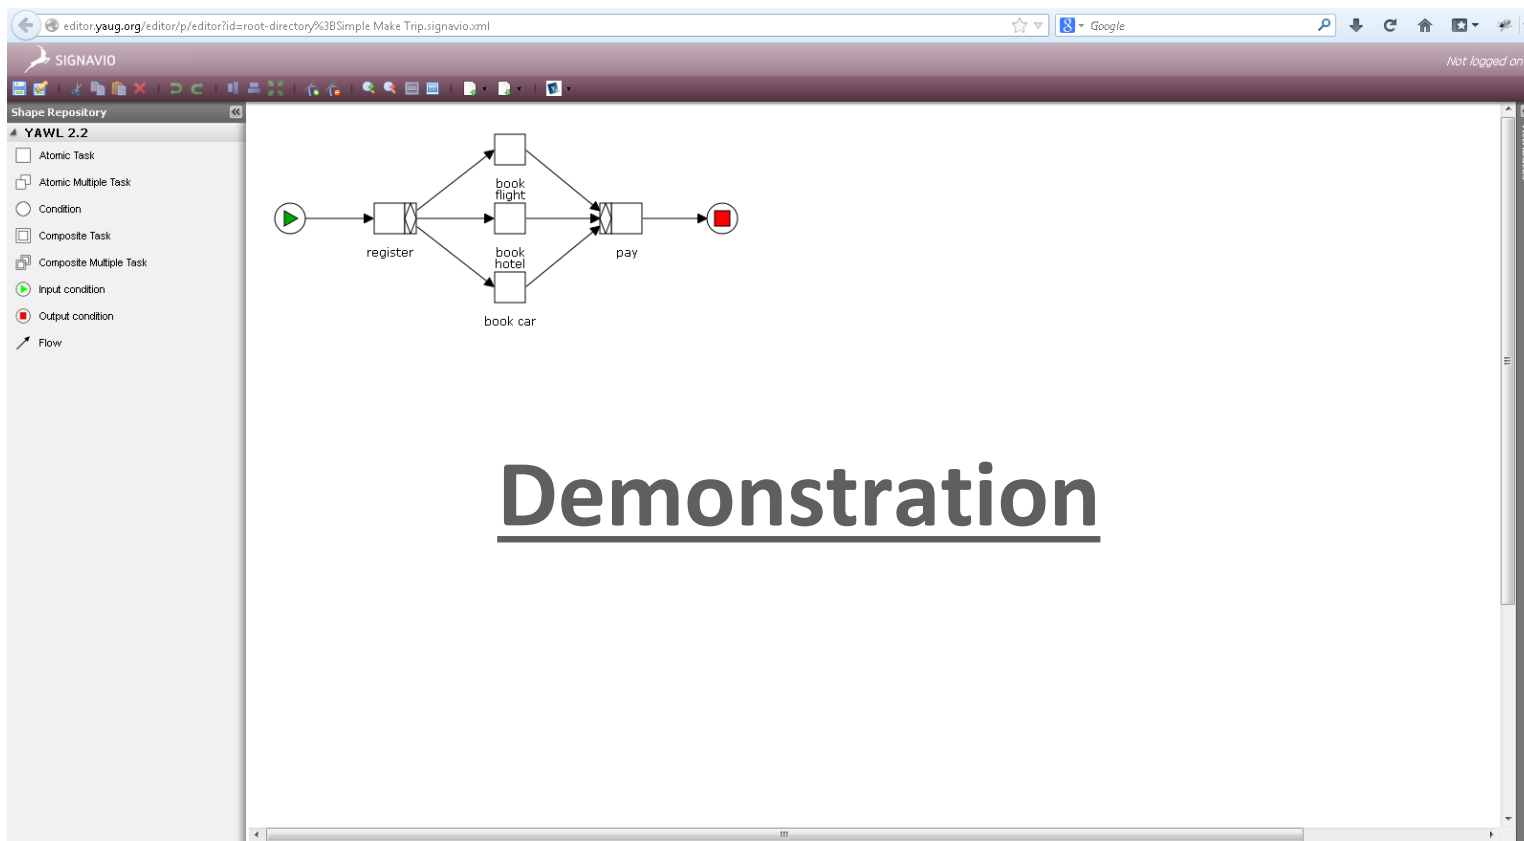 editor.yaug.org/editor/p/editor?id=root-directory%3BSimple Make Trip.signavio.xml
Google
SIGNAVIO
Not logged on
Shape Repository
YAWL 2.2
Atomic Task
Atomic Multiple Task
Condition
Composite Task
Composite Multiple Task
Input condition
Output condition
Flow
book
flight
register
book
hotel
pay
book car
Demonstration